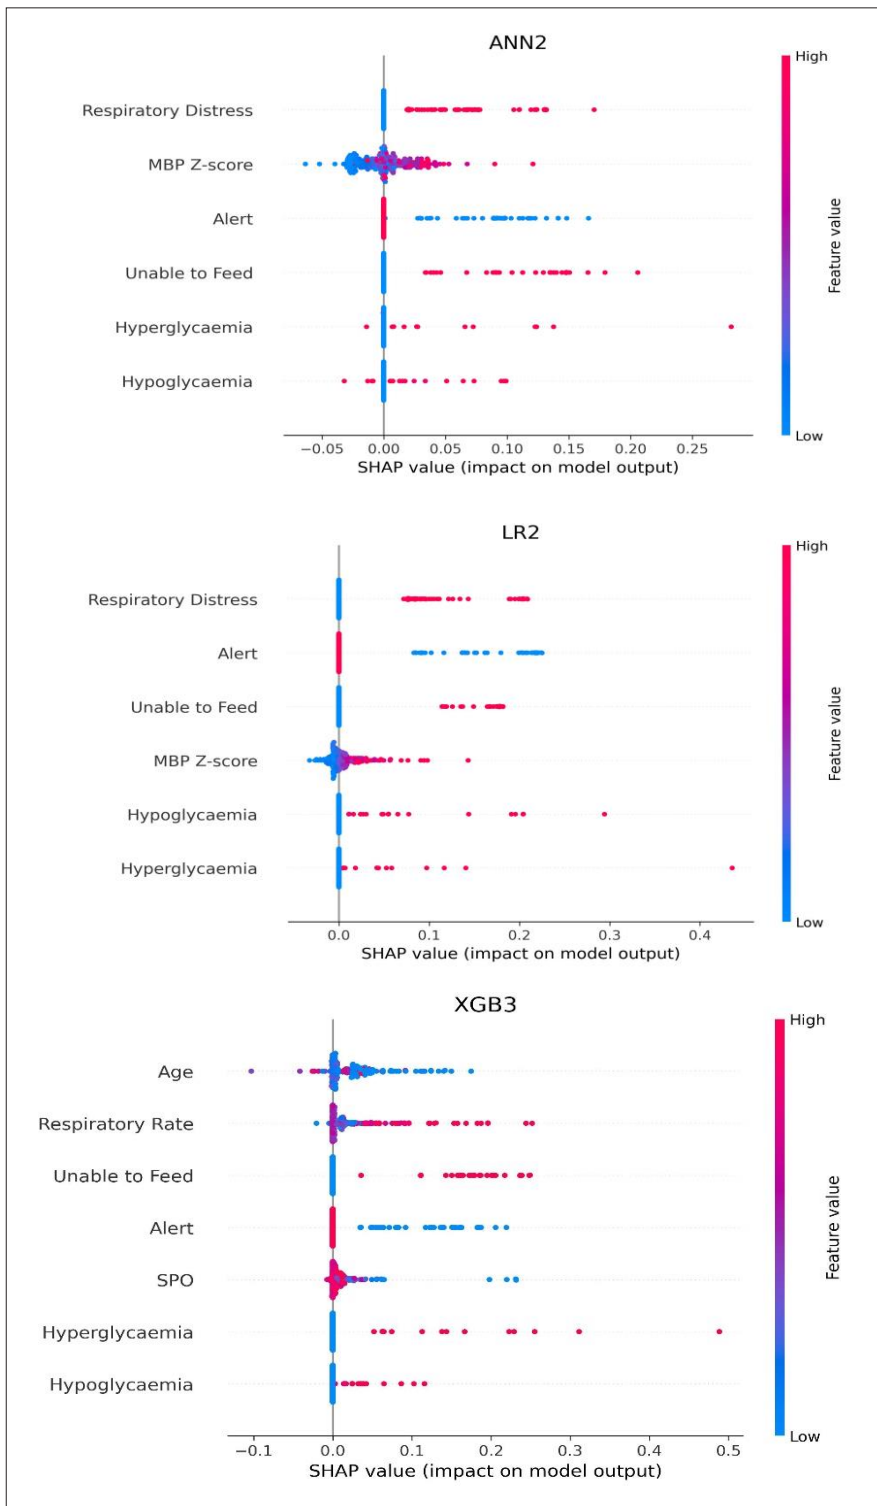 ANN2
High
Respiratory Distress
MBP Z-score
Alert
Unable to Feed
Hyperglycaemia
Hypoglycaemia
Feature value
Low
−0.05 0.00 0.05 0.10 0.15 0.20 0.25
SHAP value (impact on model output)
LR2
High
Respiratory Distress
Alert
Unable to Feed
MBP Z-score
Hypoglycaemia
Hyperglycaemia
Feature value
Low
0.0 0.1 0.2 0.3 0.4
SHAP value (impact on model output)
XGB3
High
Age
Respiratory Rate
Unable to Feed
Alert
SPO
Hyperglycaemia
Hypoglycaemia
Feature value
Low
−0.1 0.0 0.1 0.2 0.3 0.4 0.5
SHAP value (impact on model output)